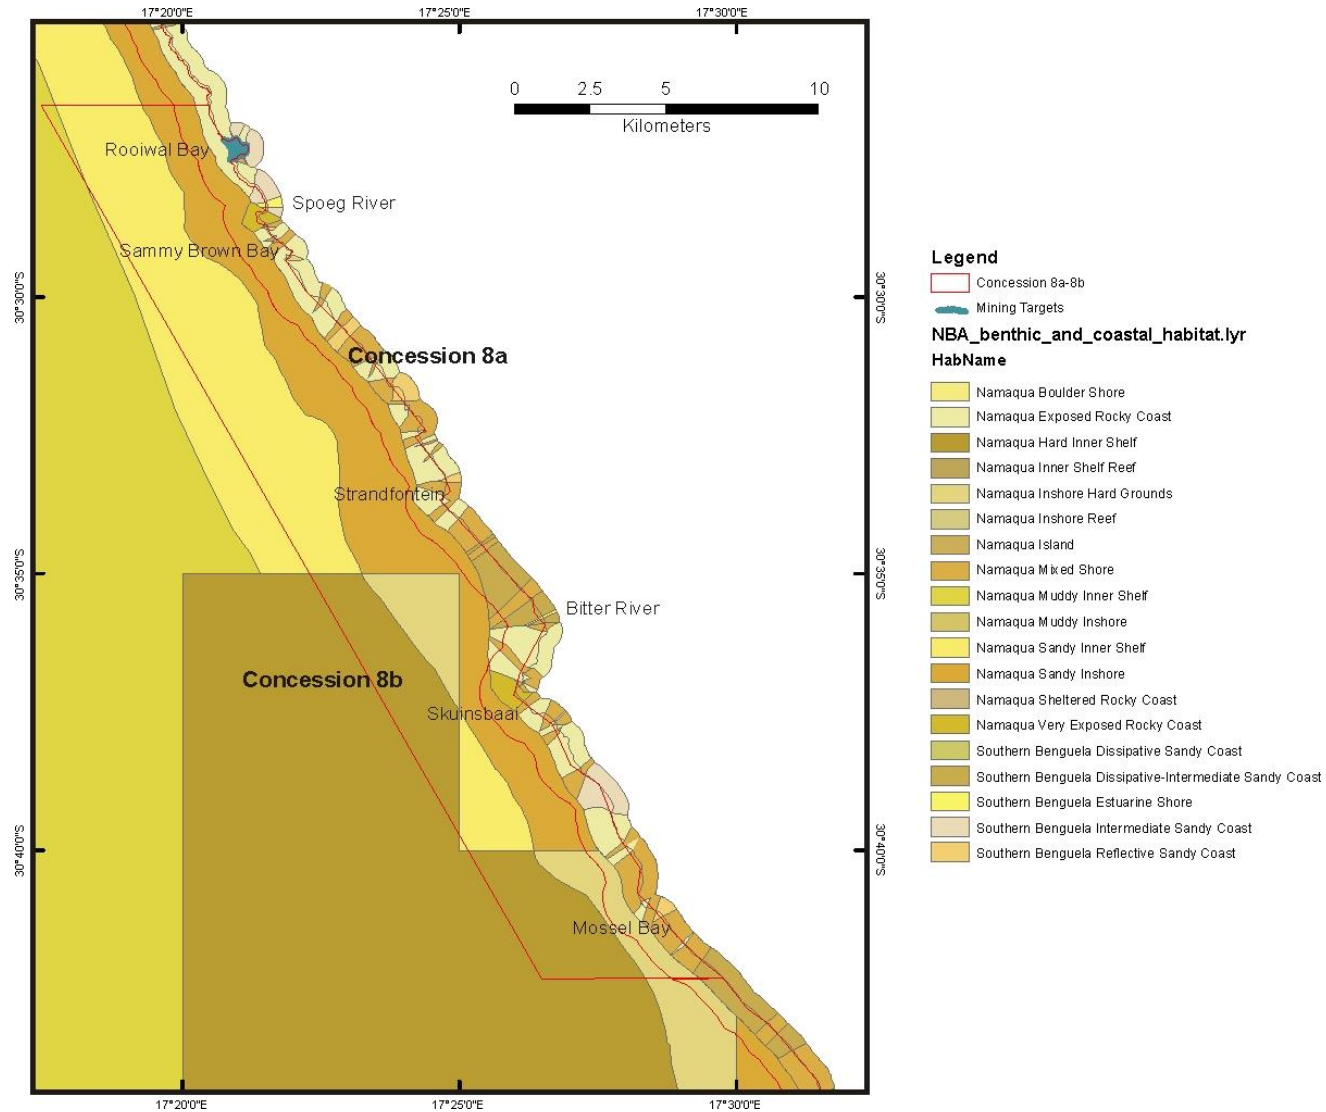 17°20'0"E
17°25'0"E
17°30'0"E
0
2.5
5
10
Kilometers
Rooiwal Bay
Spoeg River
Sammy Brown Bay
30°30'0"S
30°30'0"S
Concession 8a
Strandfontein
30°35'0"S
30°35'0"S
Bitter River
Concession 8b
Skuinsbaai
30°40'0"S
30°40'0"S
Mossel Bay
17°20'0"E
17°25'0"E
17°30'0"E
Legend
Concession 8a-8b
Mining Targets
NBA_benthic_and_coastal_habitat.lyr
HabName
Namaqua Boulder Shore
Namaqua Exposed Rocky Coast
Namaqua Hard Inner Shelf
Namaqua Inner Shelf Reef
Namaqua Inshore Hard Grounds
Namaqua Inshore Reef
Namaqua Island
Namaqua Mixed Shore
Namaqua Muddy Inner Shelf
Namaqua Muddy Inshore
Namaqua Sandy Inner Shelf
Namaqua Sandy Inshore
Namaqua Sheltered Rocky Coast
Namaqua Very Exposed Rocky Coast
Southern Benguela Dissipative Sandy Coast
Southern Benguela Dissipative-Intermediate Sandy Coast
Southern Benguela Estuarine Shore
Southern Benguela Intermediate Sandy Coast
Southern Benguela Reflective Sandy Coast